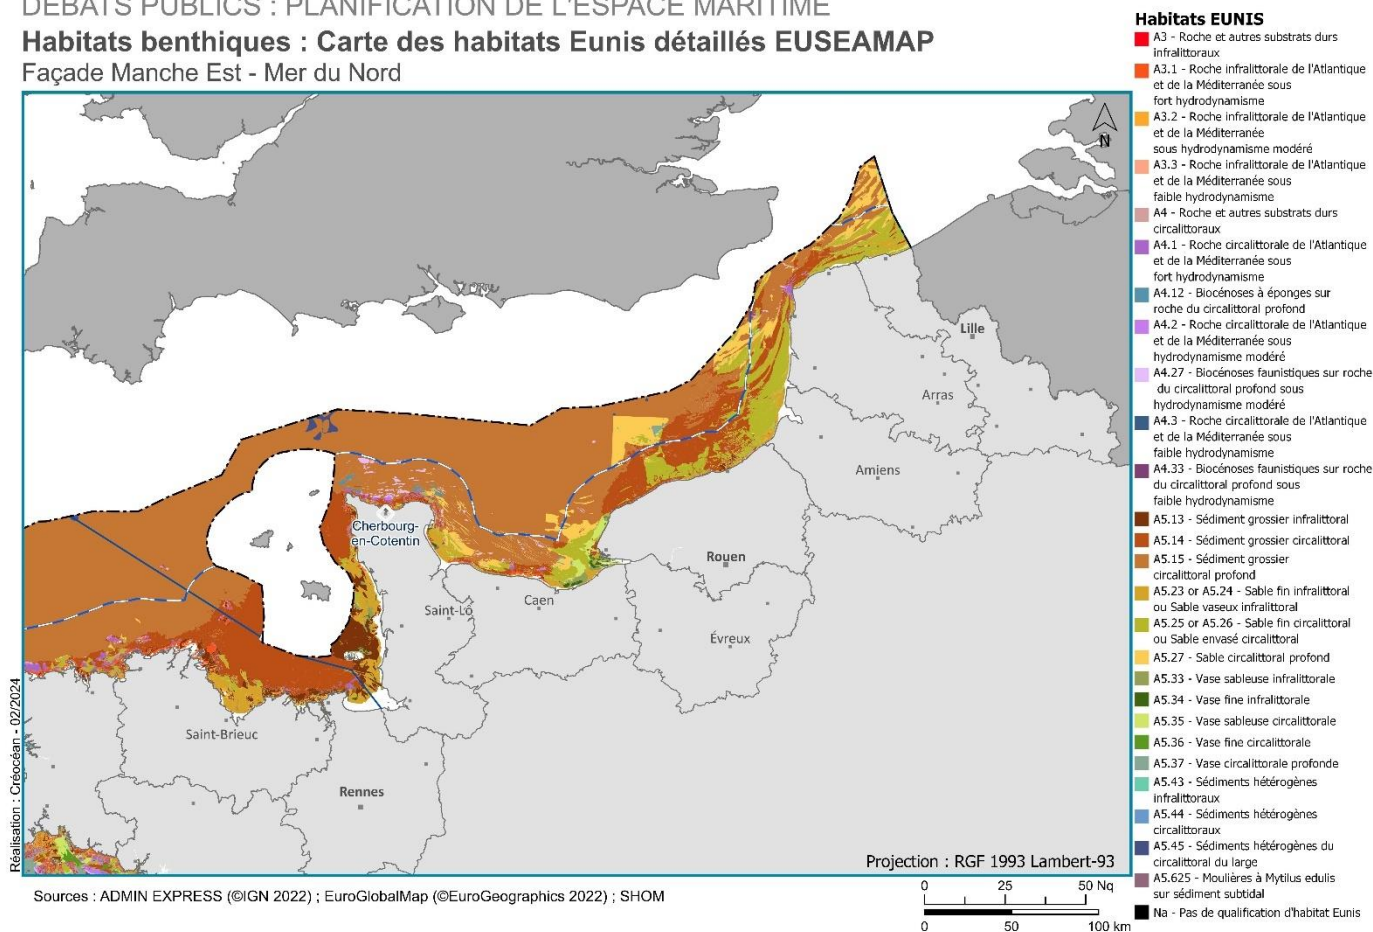 DÉBATS PUBLICS : PLANIFICATION DE L'ESPACE MARITIME
Habitats benthiques : Carte des habitats Eunis détaillés EUSEAMAP
Façade Manche Est - Mer du Nord
N
Lille
Arras
Amiens
Cherbourg-
en-Cotentin
Rouen
Saint-Lô
Caen
Évreux
Saint-Brieuc
Rennes
Projection : RGF 1993 Lambert-93
Réalisation : Créocéan - 02/2024
Sources : ADMIN EXPRESS (©IGN 2022) ; EuroGlobalMap (©EuroGeographics 2022) ; SHOM
0 25 50 Nq
0 50 100 km
Habitats EUNIS
A3 - Roche et autres substrats durs
infralittoraux
A3.1 - Roche infralittorale de l'Atlantique
et de la Méditerranée sous
fort hydrodynamisme
A3.2 - Roche infralittorale de l'Atlantique
et de la Méditerranée
sous hydrodynamisme modéré
A3.3 - Roche infralittorale de l'Atlantique
et de la Méditerranée sous
faible hydrodynamisme
A4 - Roche et autres substrats durs
circalittoraux
A4.1 - Roche circalittorale de l'Atlantique
et de la Méditerranée sous
fort hydrodynamisme
A4.12 - Biocénoses à éponges sur
roche du circalittoral profond
A4.2 - Roche circalittorale de l'Atlantique
et de la Méditerranée sous
hydrodynamisme modéré
A4.27 - Biocénoses faunistiques sur roche
du circalittoral profond sous
hydrodynamisme modéré
A4.3 - Roche circalittorale de l'Atlantique
et de la Méditerranée sous
faible hydrodynamisme
A4.33 - Biocénoses faunistiques sur roche
du circalittoral profond sous
faible hydrodynamisme
A5.13 - Sédiment grossier infralittoral
A5.14 - Sédiment grossier circalittoral
A5.15 - Sédiment grossier
circalittoral profond
A5.23 or A5.24 - Sable fin infralittoral
ou Sable vaseux infralittoral
A5.25 or A5.26 - Sable fin circalittoral
ou Sable envasé circalittoral
A5.27 - Sable circalittoral profond
A5.33 - Vase sableuse infralittorale
A5.34 - Vase fine infralittorale
A5.35 - Vase sableuse circalittorale
A5.36 - Vase fine circalittorale
A5.37 - Vase circalittorale profonde
A5.43 - Sédiments hétérogènes
infralittoraux
A5.44 - Sédiments hétérogènes
circalittoraux
A5.45 - Sédiments hétérogènes du
circalittoral du large
A5.625 - Moulières à Mytilus edulis
sur sédiment subtidal
Na - Pas de qualification d'habitat Eunis